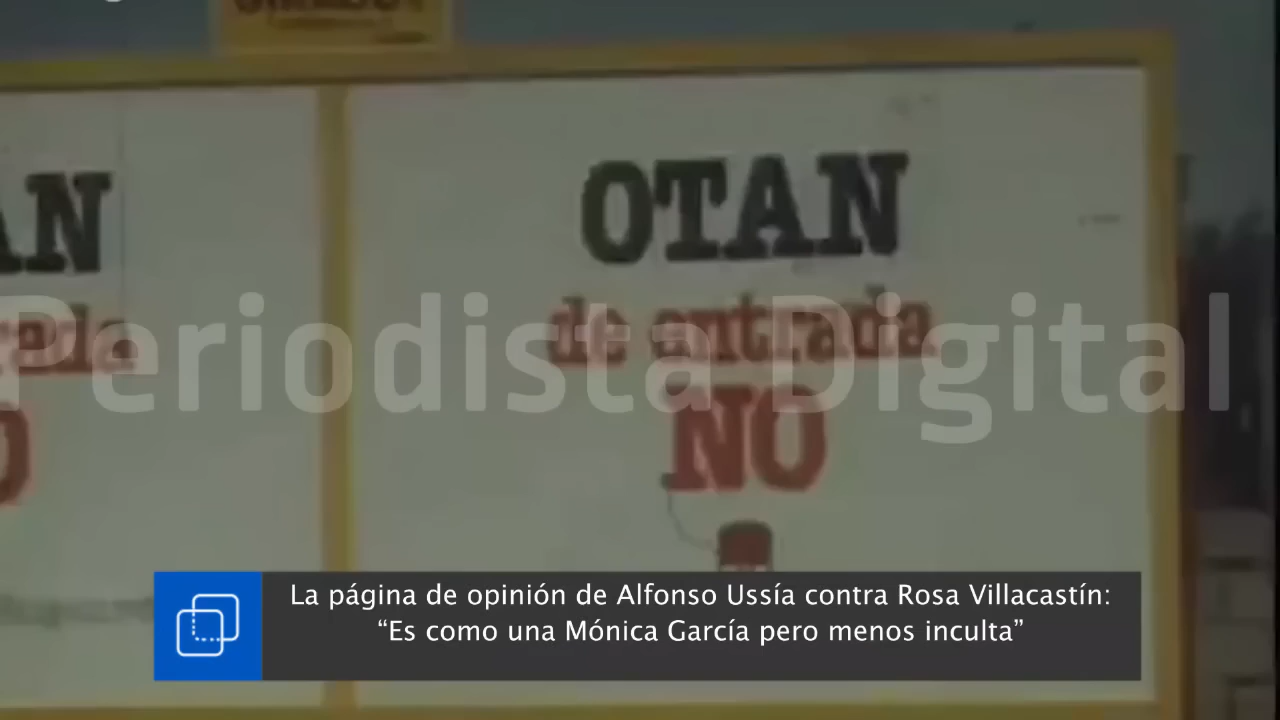 OTAN
de entrada
NO
Periodista Digital
La página de opinión de Alfonso Ussía contra Rosa Villacastín:
“Es como una Mónica García pero menos inculta”